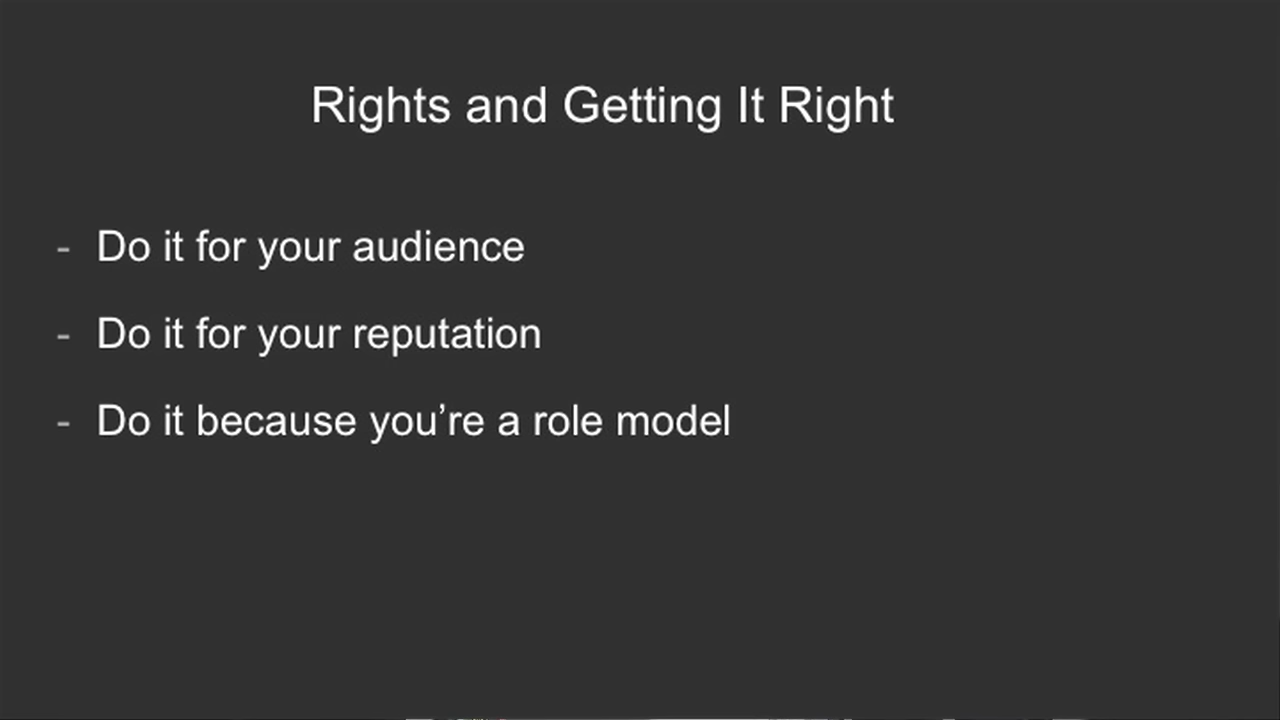 Rights and Getting It Right
- Do it for your audience
- Do it for your reputation
- Do it because you’re a role model